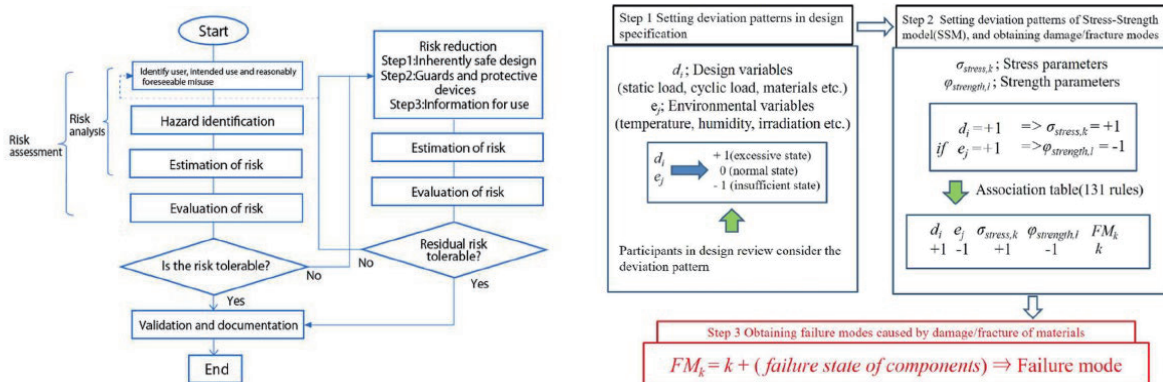 Start
Identify user, intended use and reasonably
foreseeable misuse
Hazard identification
Estimation of risk
Evaluation of risk
Risk
assessment
Risk
analysis
Is the risk tolerable?
No
Yes
Validation and documentation
End
Risk reduction
Step1:Inherently safe design
Step2:Guards and protective
devices
Step3:Information for use
Estimation of risk
Evaluation of risk
Residual risk
tolerable?
No
Yes
Step 1 Setting deviation patterns in design
specification
d_i; Design variables
(static load, cyclic load, materials etc.)
e_j; Environmental variables
(temperature, humidity, irradiation etc.)
d_i
e_j
+1(excessive state)
0 (normal state)
-1 (insufficient state)
Participants in design review consider the
deviation pattern
Step 2 Setting deviation patterns of Stress-Strength
model(SSM), and obtaining damage/fracture modes
σ_stress,k; Stress parameters
φ_strength,l; Strength parameters
d_i =+1 => σ_stress,k = +1
if e_j =+1 =>φ_strength,l = -1
Association table(131 rules)
d_i e_j σ_stress,k φ_strength,l FM_k
+1 -1 +1 -1 k
Step 3 Obtaining failure modes caused by damage/fracture of materials
FM_k = k + ( failure state of components) ⇒ Failure mode